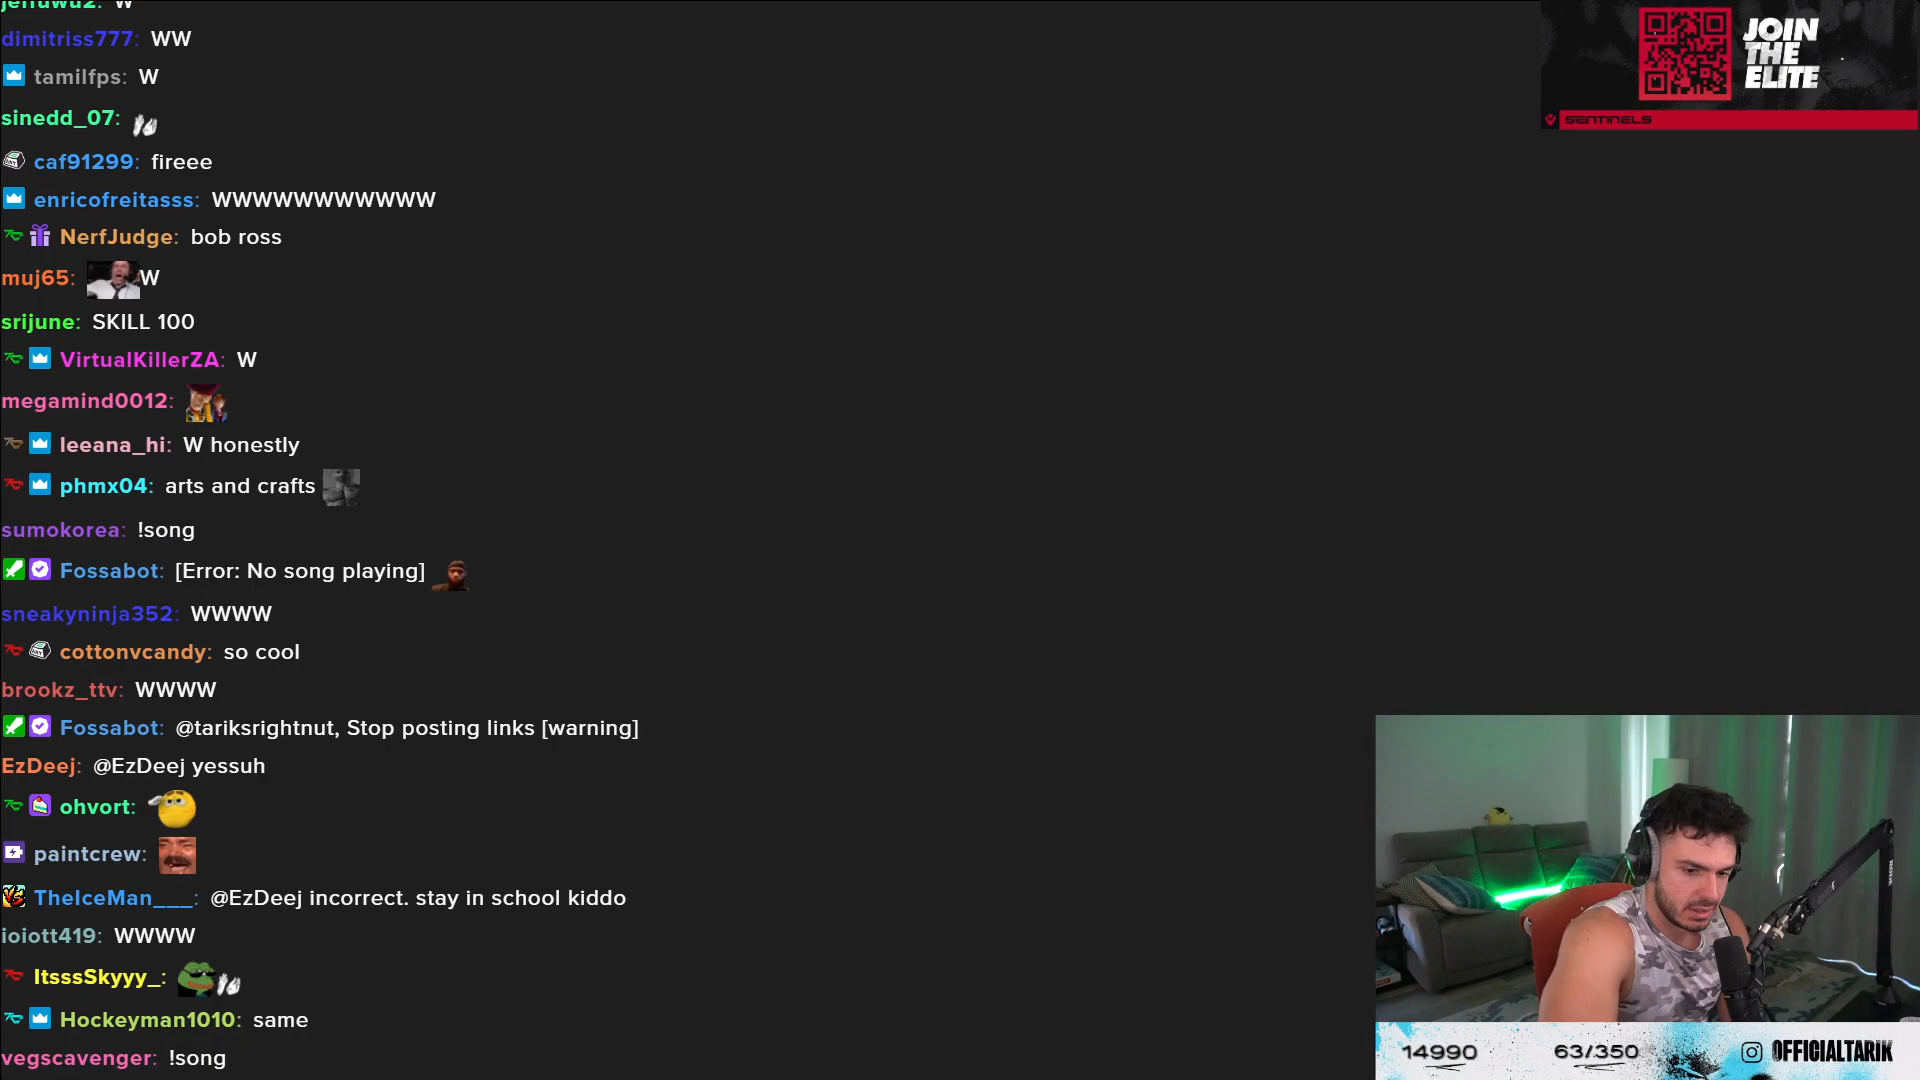 jeffuwu2: W
dimitriss777: WW
tamilfps: W
sinedd_07:
caf91299: fireee
enricofreitasss: WWWWWWWWWWW
NerfJudge: bob ross
muj65: W
srijune: SKILL 100
VirtualKillerZA: W
megamind0012:
leeana_hi: W honestly
phmx04: arts and crafts
sumokorea: !song
Fossabot: [Error: No song playing]
sneakyninja352: WWWW
cottonvcandy: so cool
brookz_ttv: WWWW
Fossabot: @tariksrightnut, Stop posting links [warning]
EzDeej: @EzDeej yessuh
ohvort:
paintcrew:
TheIceMan___: @EzDeej incorrect. stay in school kiddo
ioiott419: WWWW
ItsssSkyyy_:
Hockeyman1010: same
vegscavenger: !song
JOIN
THE
ELITE
SENTINELS
14990
63/350
OFFICIALTARIK